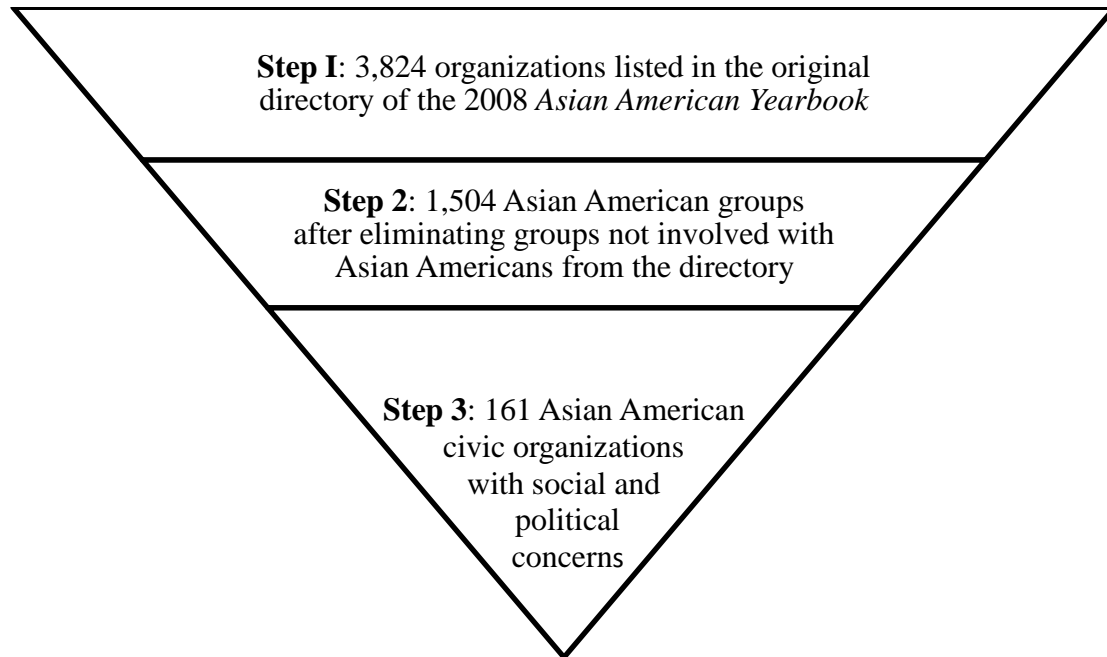 Step I: 3,824 organizations listed in the original
directory of the 2008 Asian American Yearbook
Step 2: 1,504 Asian American groups
after eliminating groups not involved with
Asian Americans from the directory
Step 3: 161 Asian American
civic organizations
with social and
political
concerns